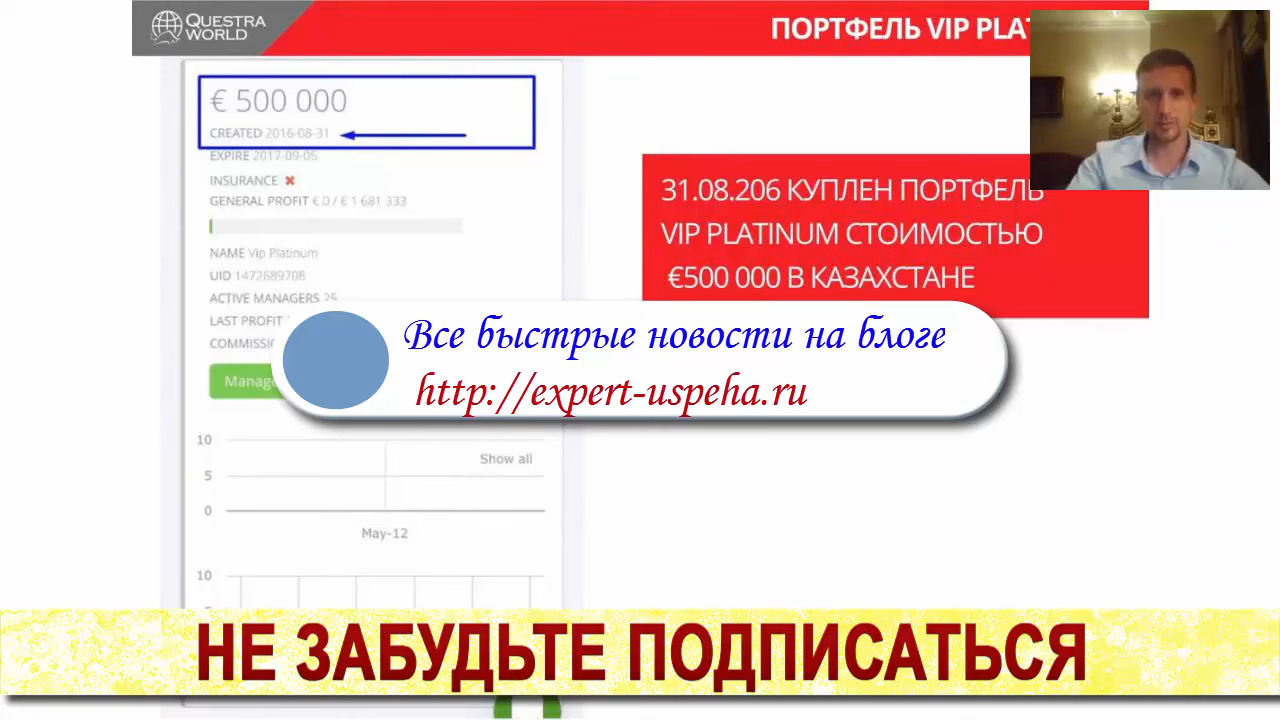 QUESTRA
WORLD
ПОРТФЕЛЬ VIP
€ 500 000
CREATED 2016-08-31
EXPIRE 2017-09-05
INSURANCE ✖
GENERAL PROFIT € 0 / € 1 681 333
NAME Vip Platinum
UID 1472689708
ACTIVE MANAGERS 25
LAST PROFIT
31.08.206 КУПЛЕН ПОРТФЕЛЬ
VIP PLATINUM СТОИМОСТЬЮ
€500 000 В КАЗАХСТАНЕ
Все быстрые новости на блоге
http://expert-uspeha.ru
10
Show all
5
0
May-12
10
НЕ ЗАБУДЬТЕ ПОДПИСАТЬСЯ